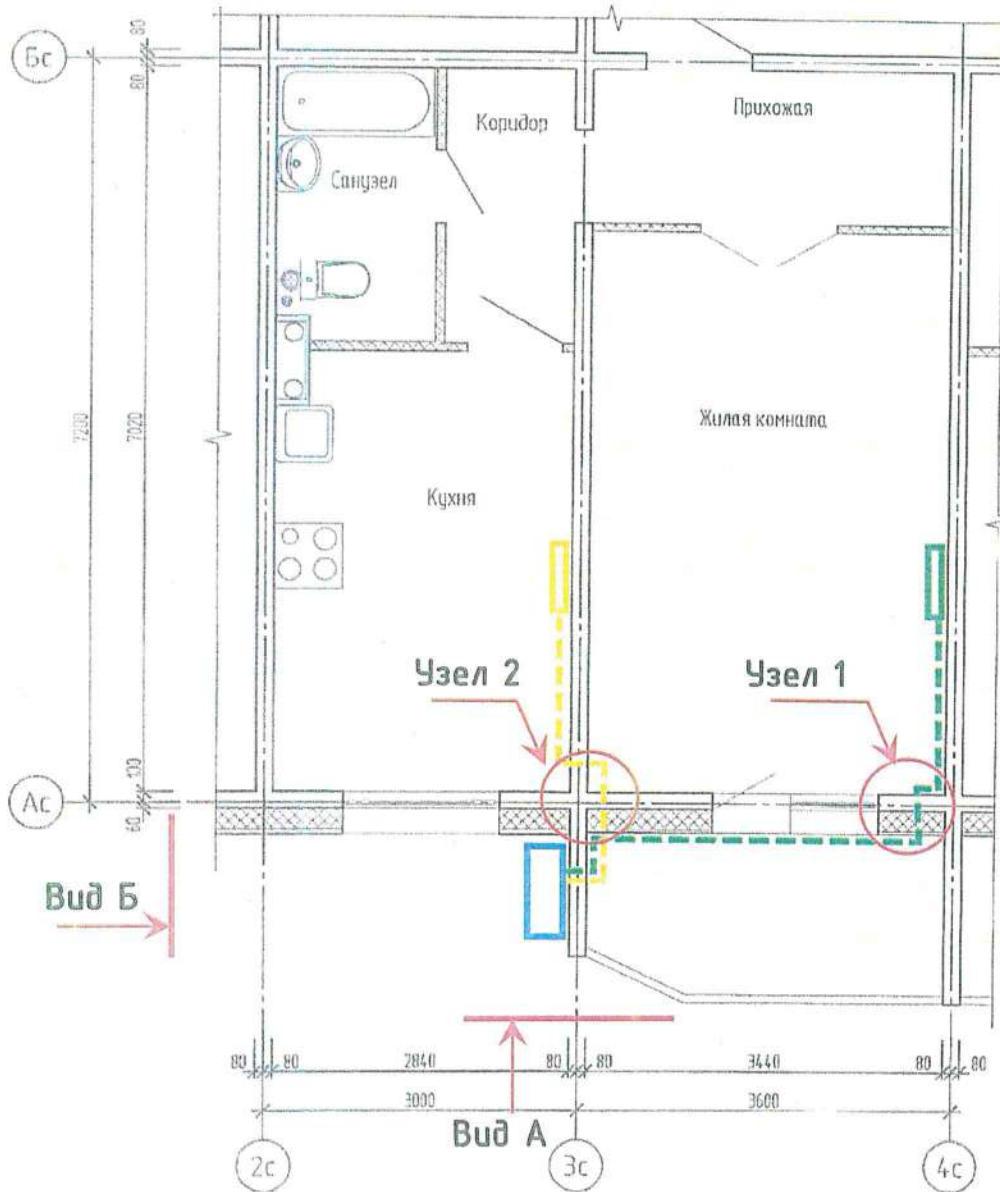 Бс
80
80
Прихожая
Коридор
Санузел
7200
7020
Жилая комната
Кухня
Узел 2
Узел 1
100
Ас
60
Вид Б
80
80
2840
80
80
3440
80
80
3000
3600
Вид А
2с
3с
4с